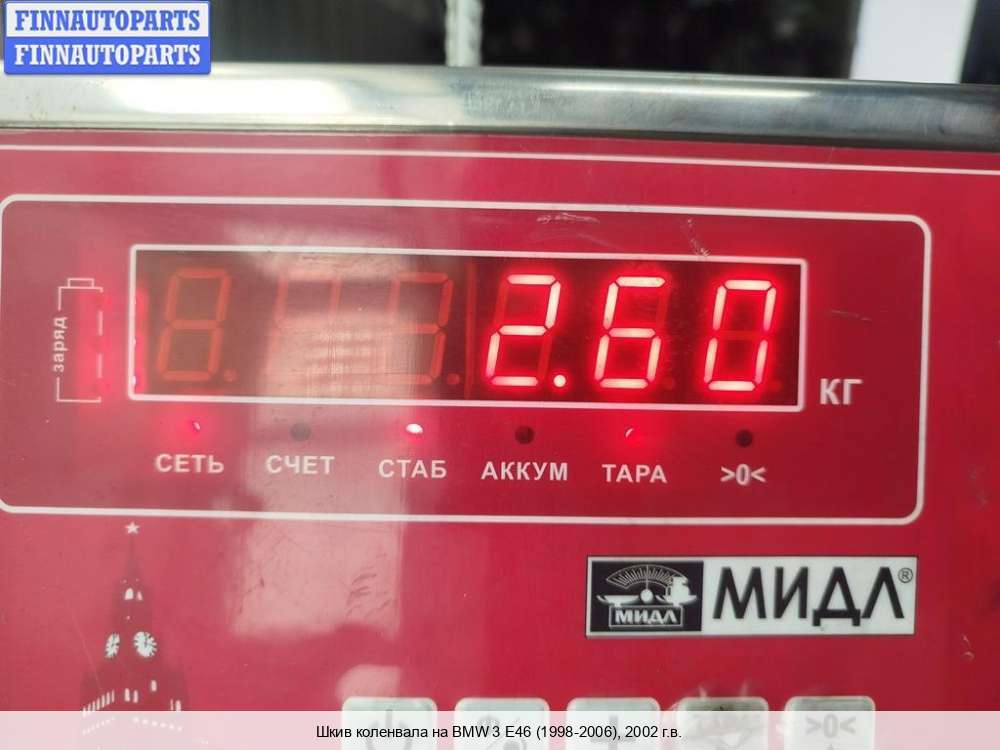 FINNAUTOPARTS
FINNAUTOPARTS
заряд
2.60
КГ
СЕТЬ СЧЕТ СТАБ АККУМ ТАРА >0<
МИДЛ
МИДЛ®
>0<
Шкив коленвала на BMW 3 E46 (1998-2006), 2002 г.в.